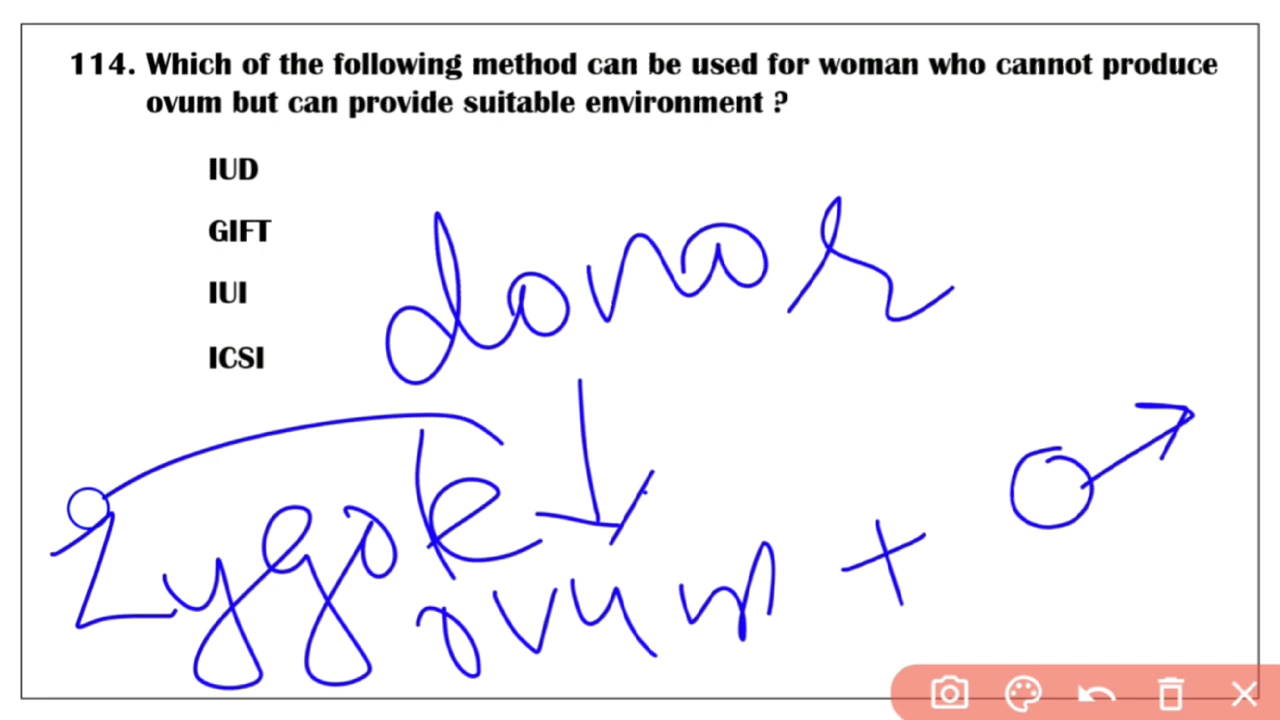 114. Which of the following method can be used for woman who cannot produce
ovum but can provide suitable environment ?
IUD
GIFT
IUI
ICSI
donor
Zygote
ovum +